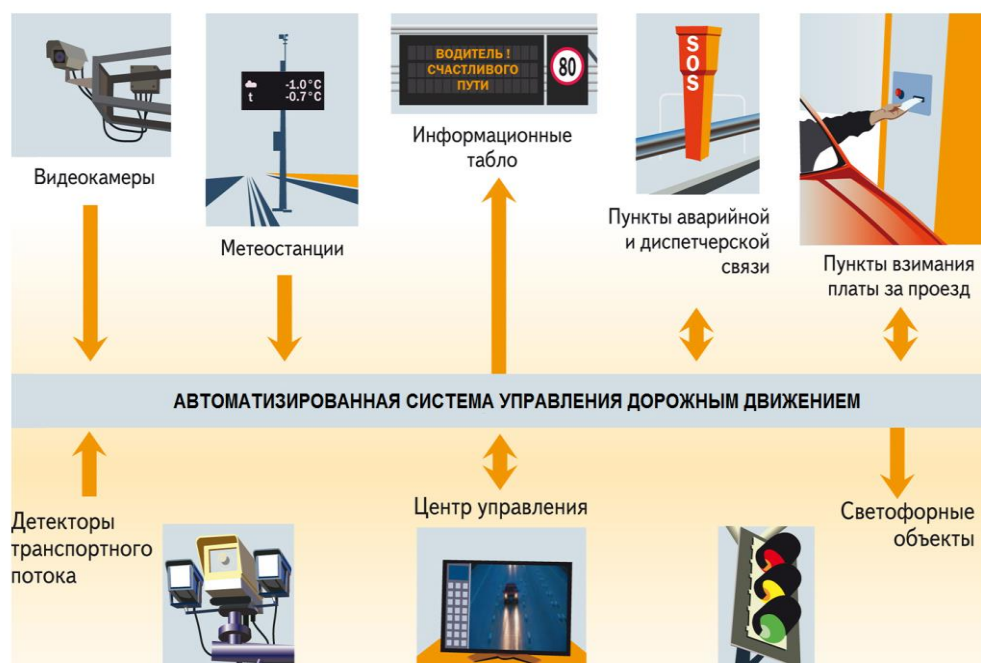 -1.0°C
t -0.7°C
ВОДИТЕЛЬ !
СЧАСТЛИВОГО
ПУТИ
80
SOS
Видеокамеры
Метеостанции
Информационные
табло
Пункты аварийной
и диспетчерской
связи
Пункты взимания
платы за проезд
АВТОМАТИЗИРОВАННАЯ СИСТЕМА УПРАВЛЕНИЯ ДОРОЖНЫМ ДВИЖЕНИЕМ
Детекторы
транспортного
потока
Центр управления
Светофорные
объекты